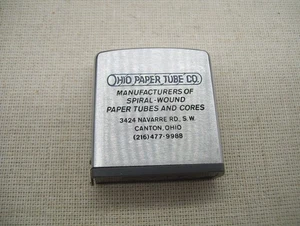 OHIO PAPER TUBE CO.
MANUFACTURERS OF
SPIRAL-WOUND
PAPER TUBES AND CORES
3424 NAVARRE RD., S.W.
CANTON, OHIO
(216) 477-9988